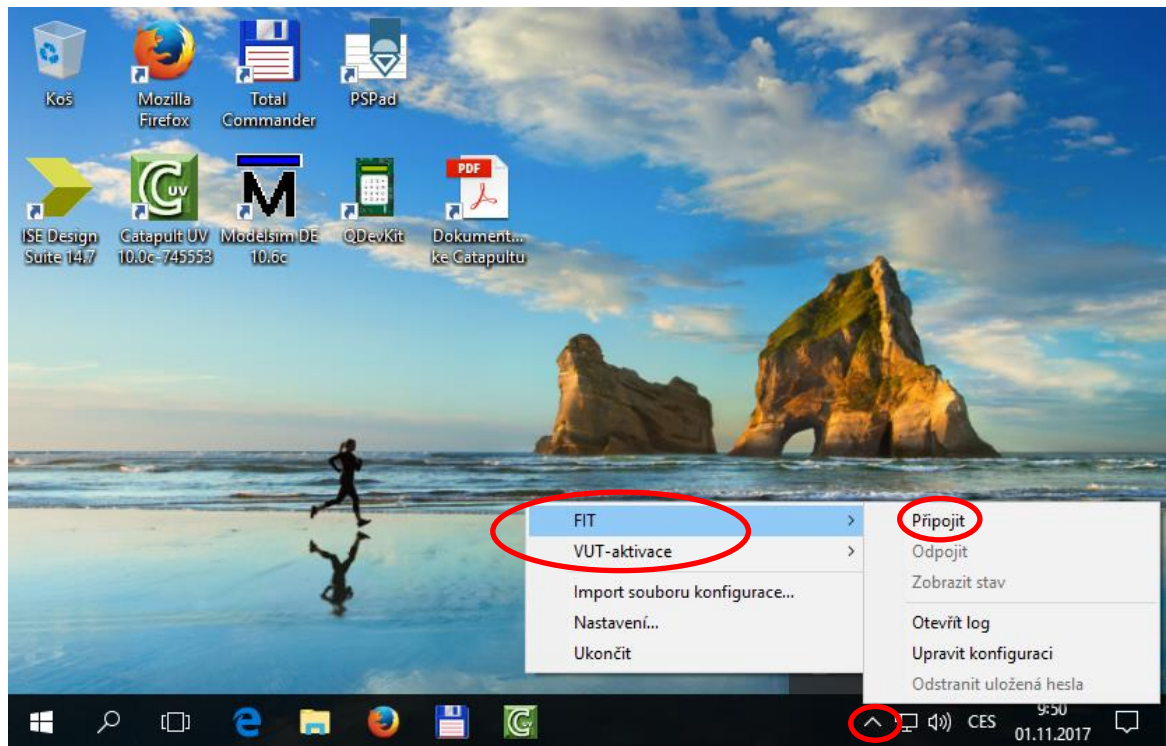 Koš
Mozilla
Firefox
Total
Commander
PSPad
PDF
ISE Design
Suite 14.7
Catapult UV
10.0c-745553
Modelsim DE
10.6c
QDevKit
Dokument...
ke Catapultu
FIT
VUT-aktivace
Import souboru konfigurace...
Nastavení...
Ukončit
Připojit
Odpojit
Zobrazit stav
Otevřít log
Upravit konfiguraci
Odstranit uložená hesla
CES
9:50
01.11.2017